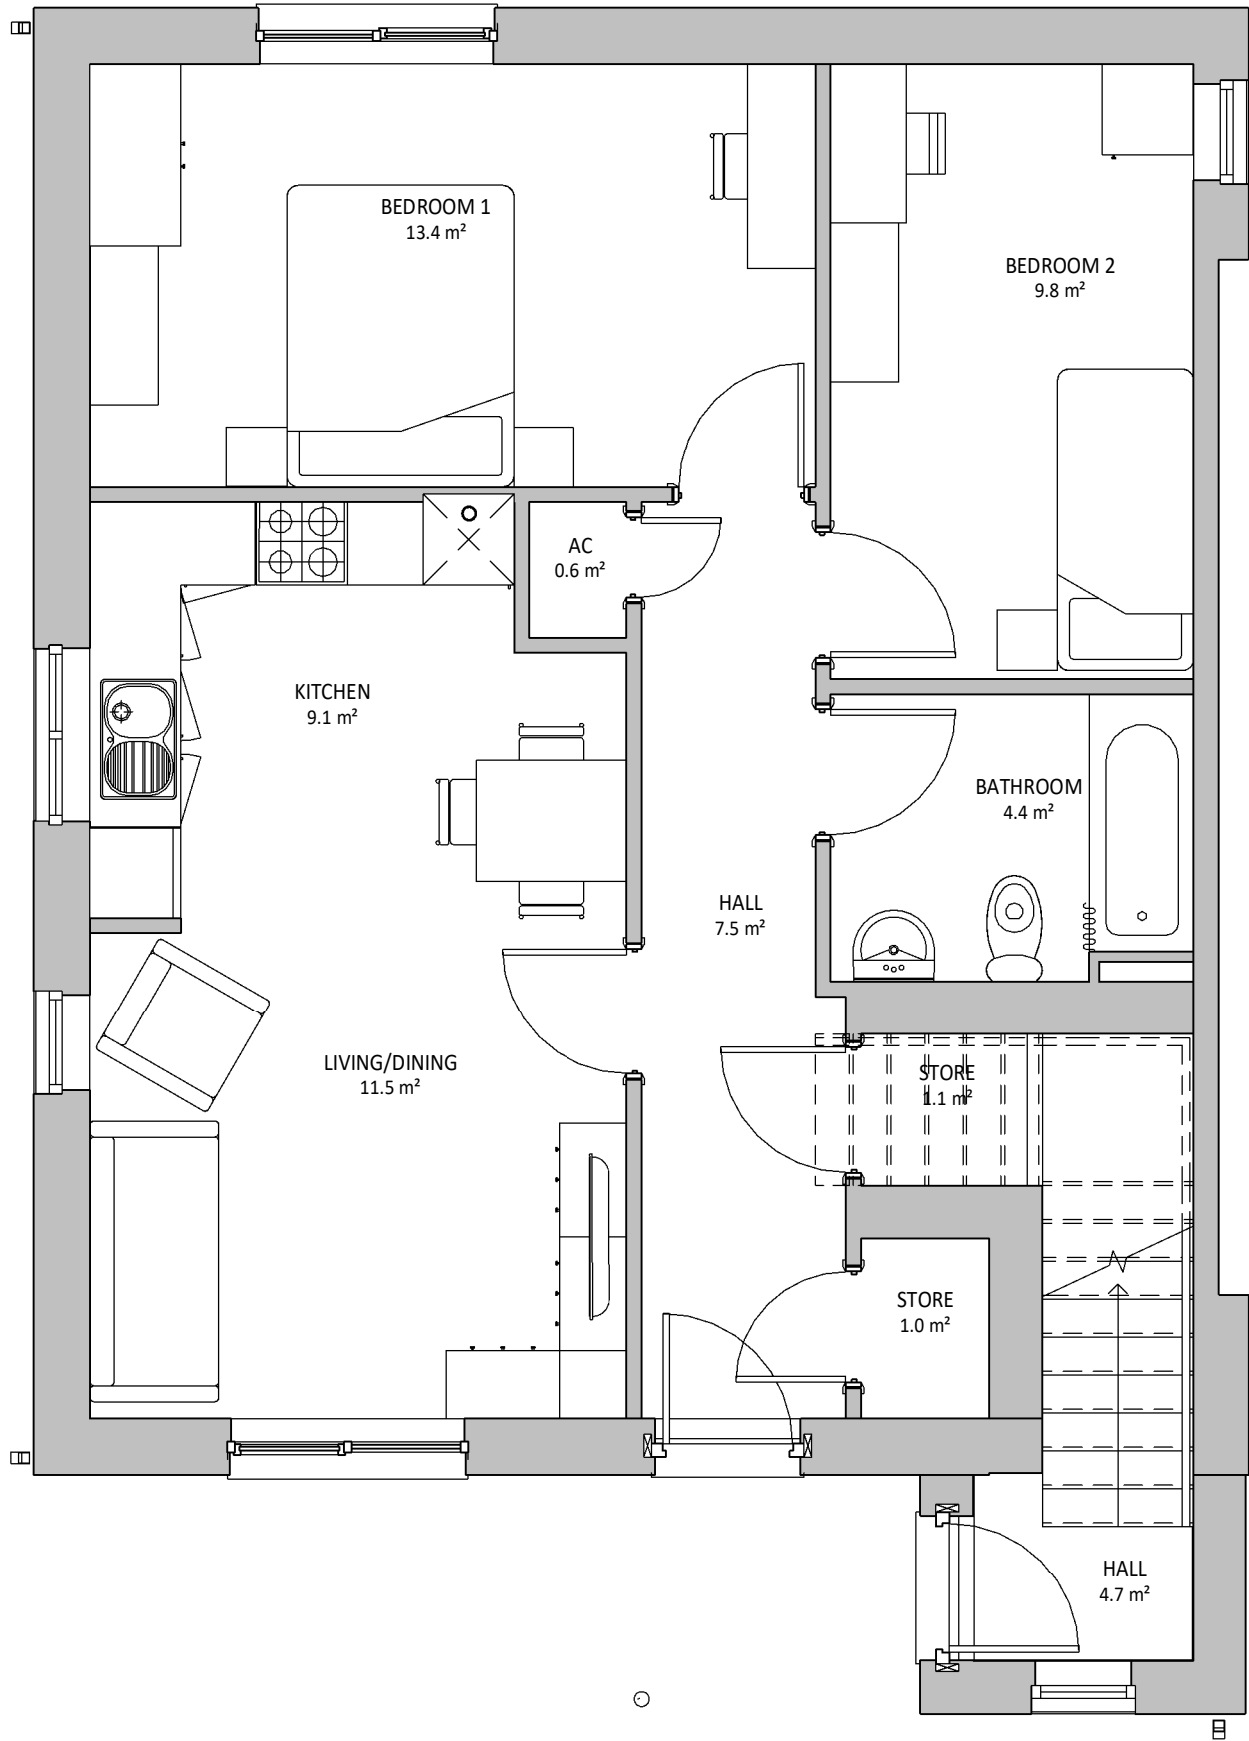 BEDROOM 1
13.4 m²
BEDROOM 2
9.8 m²
AC
0.6 m²
KITCHEN
9.1 m²
BATHROOM
4.4 m²
HALL
7.5 m²
LIVING/DINING
11.5 m²
STORE
1.1 m²
STORE
1.0 m²
HALL
4.7 m²